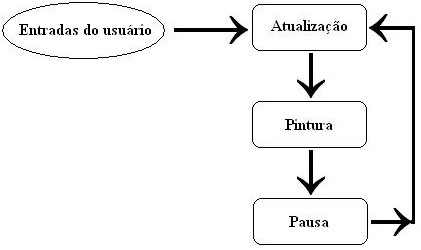 Entradas do usuário
Atualização
Pintura
Pausa